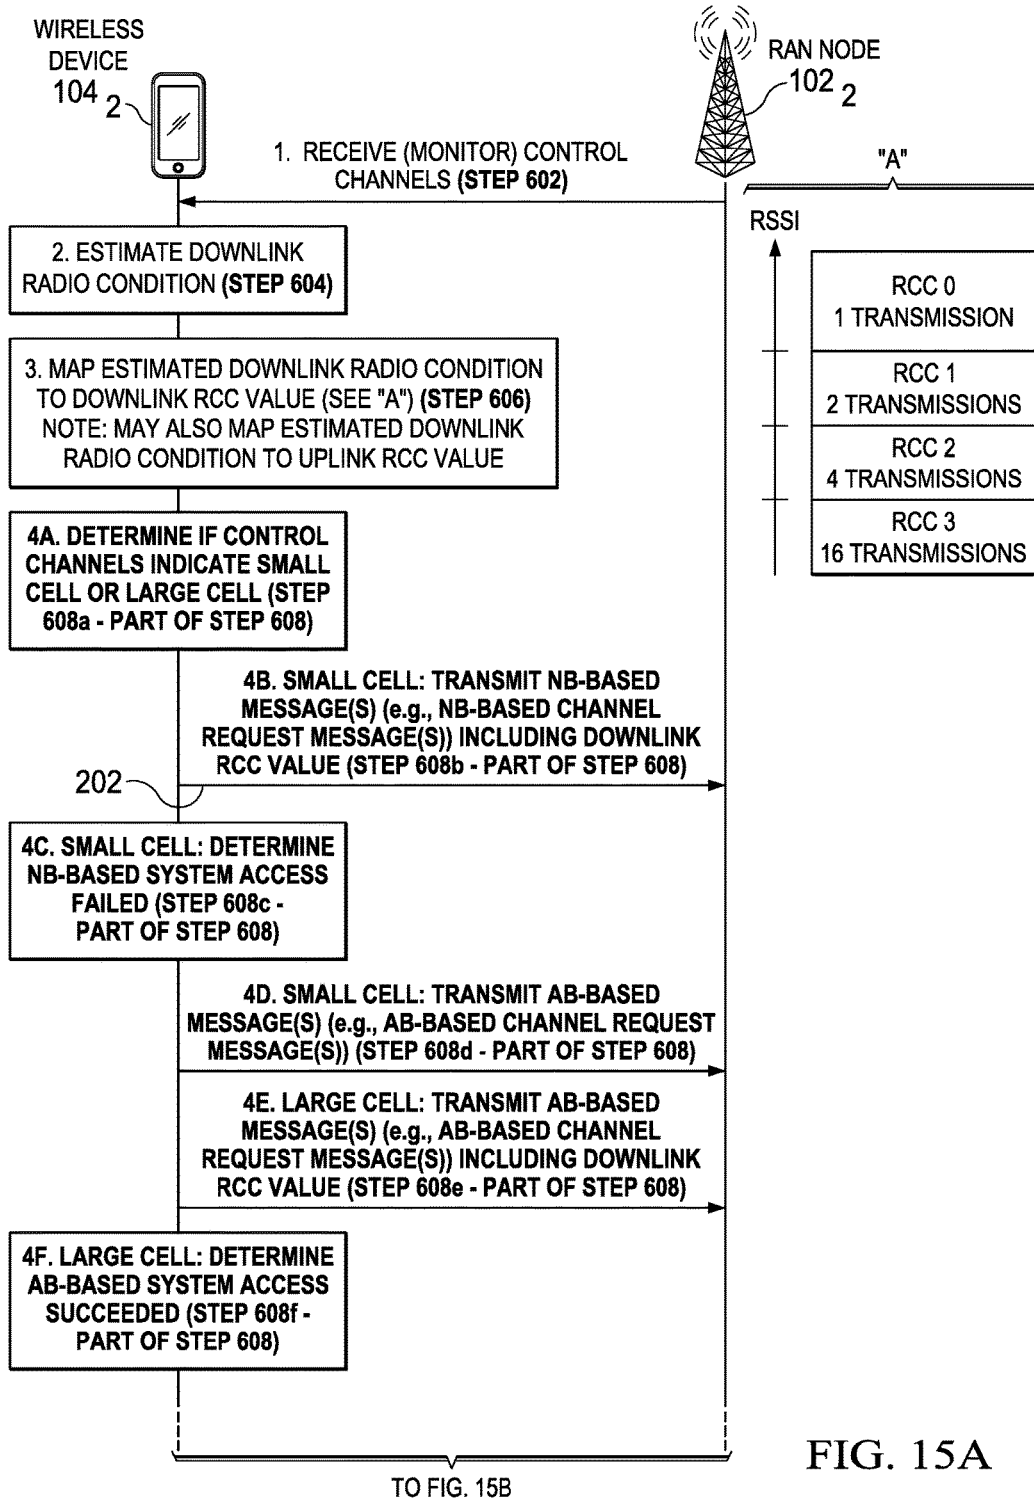 WIRELESS
DEVICE
104 2
RAN NODE
102 2
1. RECEIVE (MONITOR) CONTROL
CHANNELS (STEP 602)
"A"
RSSI
RCC 0
1 TRANSMISSION
RCC 1
2 TRANSMISSIONS
RCC 2
4 TRANSMISSIONS
RCC 3
16 TRANSMISSIONS
2. ESTIMATE DOWNLINK
RADIO CONDITION (STEP 604)
3. MAP ESTIMATED DOWNLINK RADIO CONDITION
TO DOWNLINK RCC VALUE (SEE "A") (STEP 606)
NOTE: MAY ALSO MAP ESTIMATED DOWNLINK
RADIO CONDITION TO UPLINK RCC VALUE
4A. DETERMINE IF CONTROL
CHANNELS INDICATE SMALL
CELL OR LARGE CELL (STEP
608a - PART OF STEP 608)
4B. SMALL CELL: TRANSMIT NB-BASED
MESSAGE(S) (e.g., NB-BASED CHANNEL
REQUEST MESSAGE(S)) INCLUDING DOWNLINK
RCC VALUE (STEP 608b - PART OF STEP 608)
202
4C. SMALL CELL: DETERMINE
NB-BASED SYSTEM ACCESS
FAILED (STEP 608c -
PART OF STEP 608)
4D. SMALL CELL: TRANSMIT AB-BASED
MESSAGE(S) (e.g., AB-BASED CHANNEL REQUEST
MESSAGE(S)) (STEP 608d - PART OF STEP 608)
4E. LARGE CELL: TRANSMIT AB-BASED
MESSAGE(S) (e.g., AB-BASED CHANNEL
REQUEST MESSAGE(S)) INCLUDING DOWNLINK
RCC VALUE (STEP 608e - PART OF STEP 608)
4F. LARGE CELL: DETERMINE
AB-BASED SYSTEM ACCESS
SUCCEEDED (STEP 608f -
PART OF STEP 608)
TO FIG. 15B
FIG. 15A